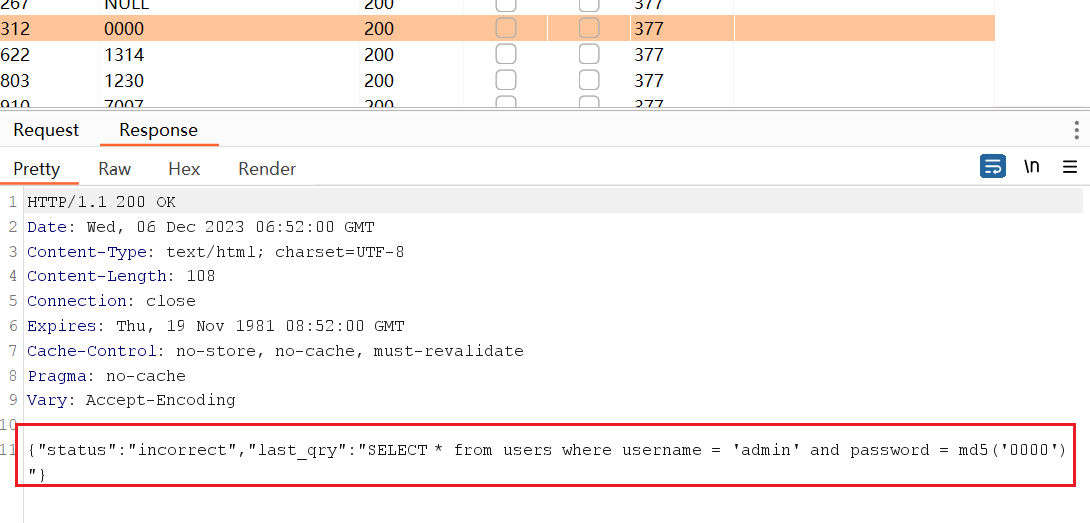 267 NULL 200 377
312 0000 200 377
622 1314 200 377
803 1230 200 377
910 7007 200 377
Request Response
Pretty Raw Hex Render \n
1 HTTP/1.1 200 OK
2 Date: Wed, 06 Dec 2023 06:52:00 GMT
3 Content-Type: text/html; charset=UTF-8
4 Content-Length: 108
5 Connection: close
6 Expires: Thu, 19 Nov 1981 08:52:00 GMT
7 Cache-Control: no-store, no-cache, must-revalidate
8 Pragma: no-cache
9 Vary: Accept-Encoding
10
11 {"status":"incorrect","last_qry":"SELECT * from users where username = 'admin' and password = md5('0000')
"}